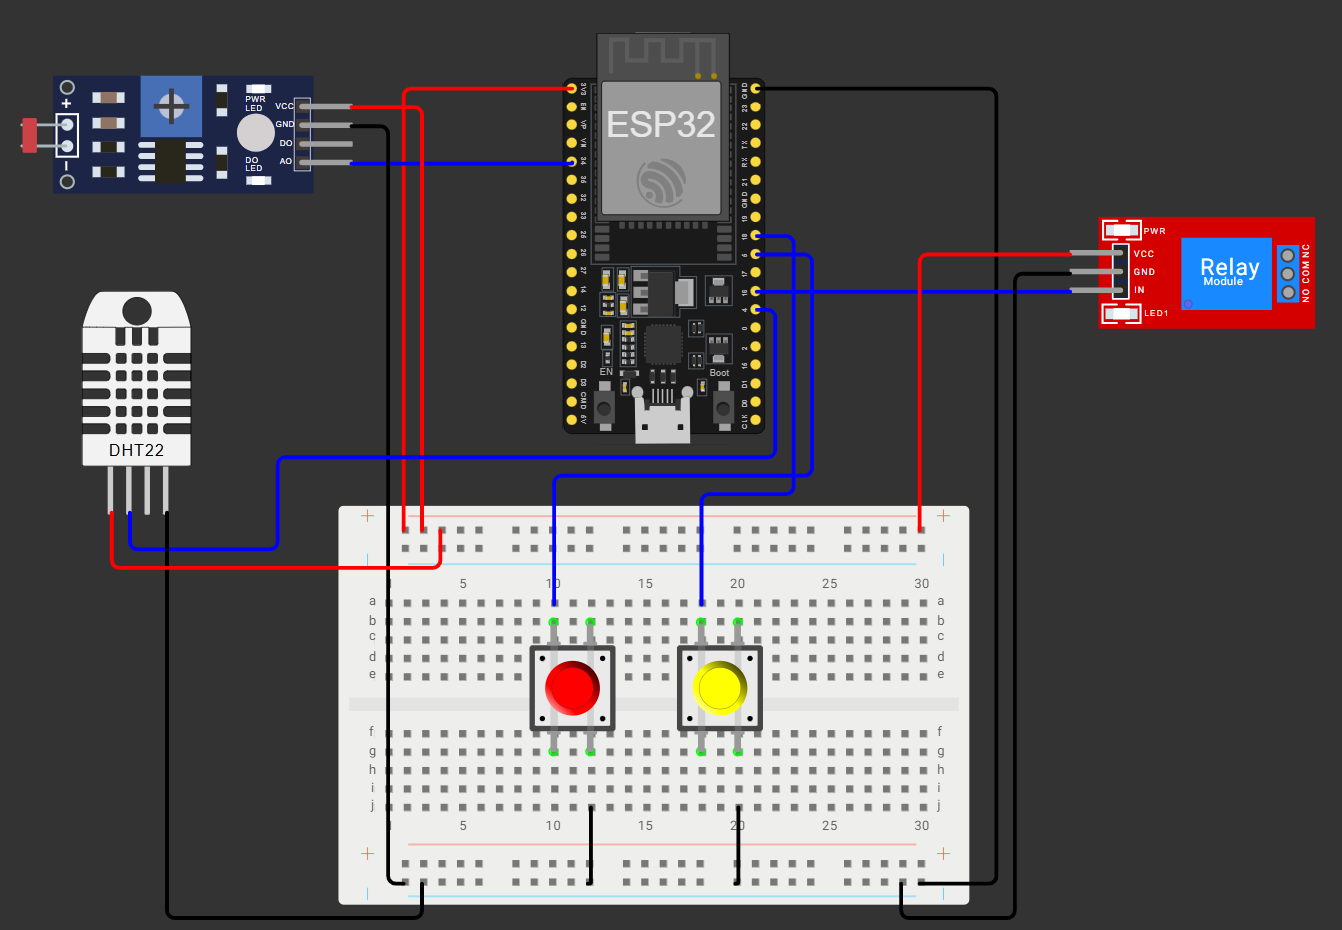 PWR
LED
VCC
GND
DO
AO
DO
LED
+
ESP32
3V3
EN
VP
VN
34
35
32
33
25
26
27
14
12
GND
13
D2
D3
CMD
5V
GND
23
22
TX
RX
21
GND
19
18
5
17
16
4
0
2
15
D1
D0
CLK
EN
Boot
PWR
VCC
GND
IN
LED1
Relay
Module
NO COM NC
DHT22
1 5 10 15 20 25 30
a a
b b
c c
d d
e e
f f
g g
h h
i i
j j
1 5 10 15 20 25 30